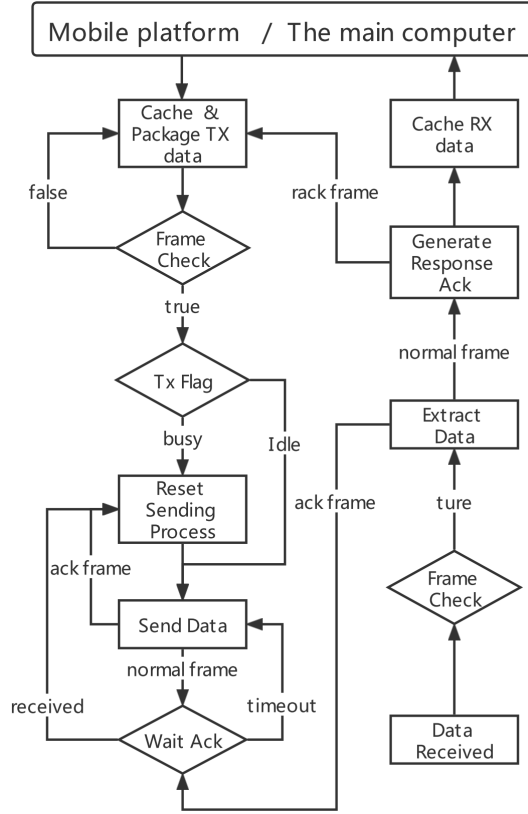 Mobile platform / The main computer
Cache &
Package TX
data
false
Frame
Check
true
Tx Flag
busy
Idle
Reset
Sending
Process
ack frame
Send Data
normal frame
received
timeout
Wait Ack
Cache RX
data
rack frame
Generate
Response
Ack
normal frame
Extract
Data
ack frame
ture
Frame
Check
Data
Received